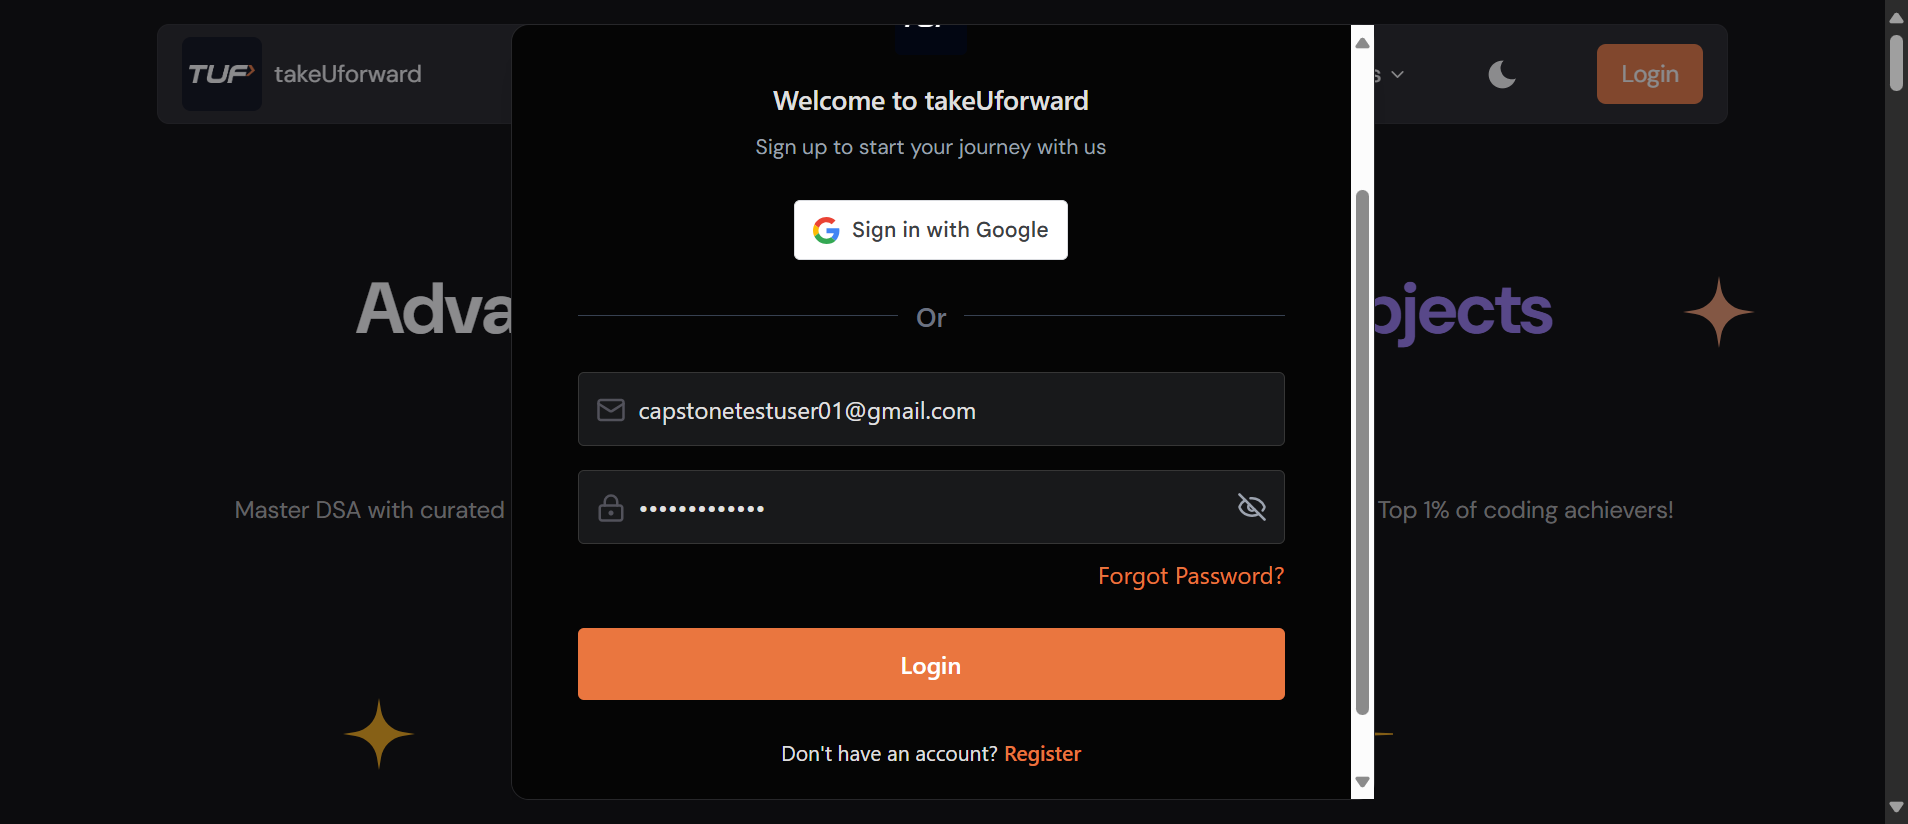 TUF
takeUforward
Login
Welcome to takeUforward
Sign up to start your journey with us
Sign in with Google
Or
capstonetestuser01@gmail.com
•••••••••••••
Forgot Password?
Login
Don't have an account? Register
Master DSA with curated
Top 1% of coding achievers!